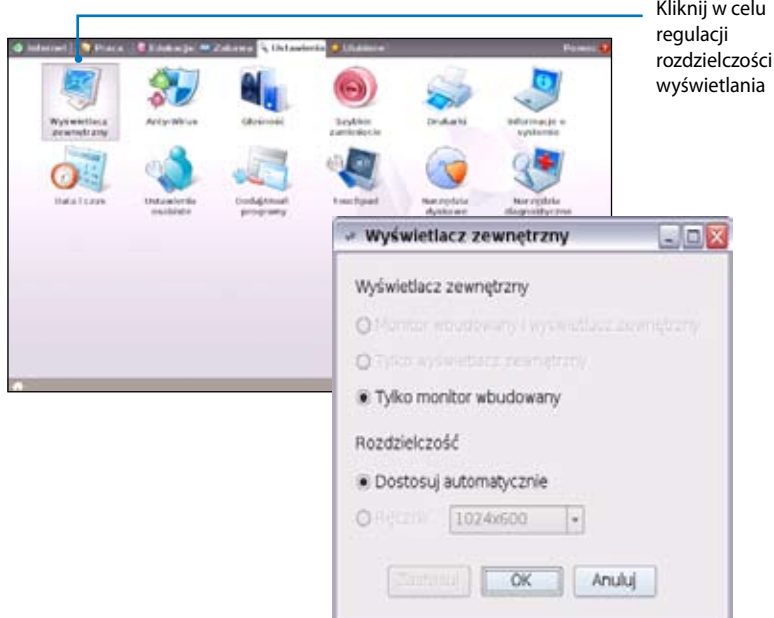 Kliknij w celu
regulacji
rozdzielczości
wyświetlania
Internet Praca Edukacja Zabawa Ustawienia Ulubione Pomoc
Wyświetlacz
zewnętrzny
Anty-Wirus
Głośność
Szybkie
zamknięcie
Drukarki
Informacje o
systemie
Data i czas
Ustawienia
osobiste
Dodaj/Usuń
programy
Touchpad
Narzędzia
dyskowe
Narzędzia
diagnostyczne
Wyświetlacz zewnętrzny
Wyświetlacz zewnętrzny
Monitor wbudowany i wyświetlacz zewnętrzny
Tylko wyświetlacz zewnętrzny
Tylko monitor wbudowany
Rozdzielczość
Dostosuj automatycznie
Ręcznie 1024x600
Zastosuj OK Anuluj